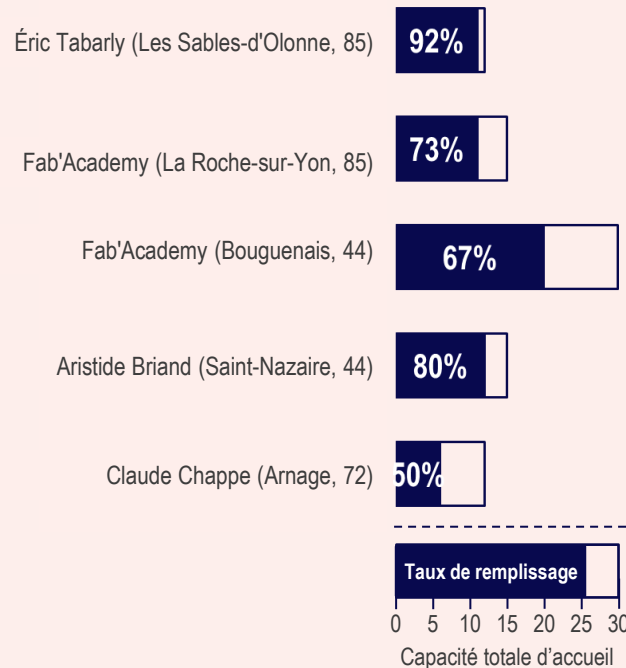 Éric Tabarly (Les Sables-d'Olonne, 85) 92%
Fab'Academy (La Roche-sur-Yon, 85) 73%
Fab'Academy (Bouguenais, 44) 67%
Aristide Briand (Saint-Nazaire, 44) 80%
Claude Chappe (Arnage, 72) 50%
Taux de remplissage
0 5 10 15 20 25 30
Capacité totale d’accueil